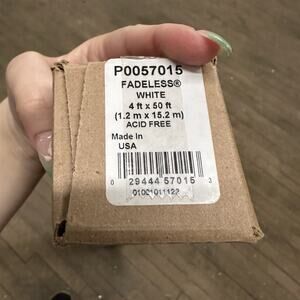 P0057015
FADELESS®
WHITE
4 ft x 50 ft
(1.2 m x 15.2 m)
ACID FREE
Made In
USA
0 29444 57015 3
01001011122